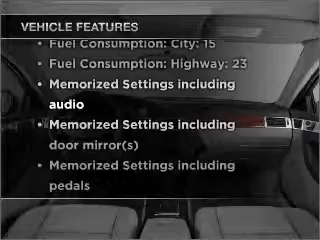 VEHICLE FEATURES
• Fuel Consumption: City: 15
• Fuel Consumption: Highway: 23
• Memorized Settings including
audio
• Memorized Settings including
door mirror(s)
• Memorized Settings including
pedals